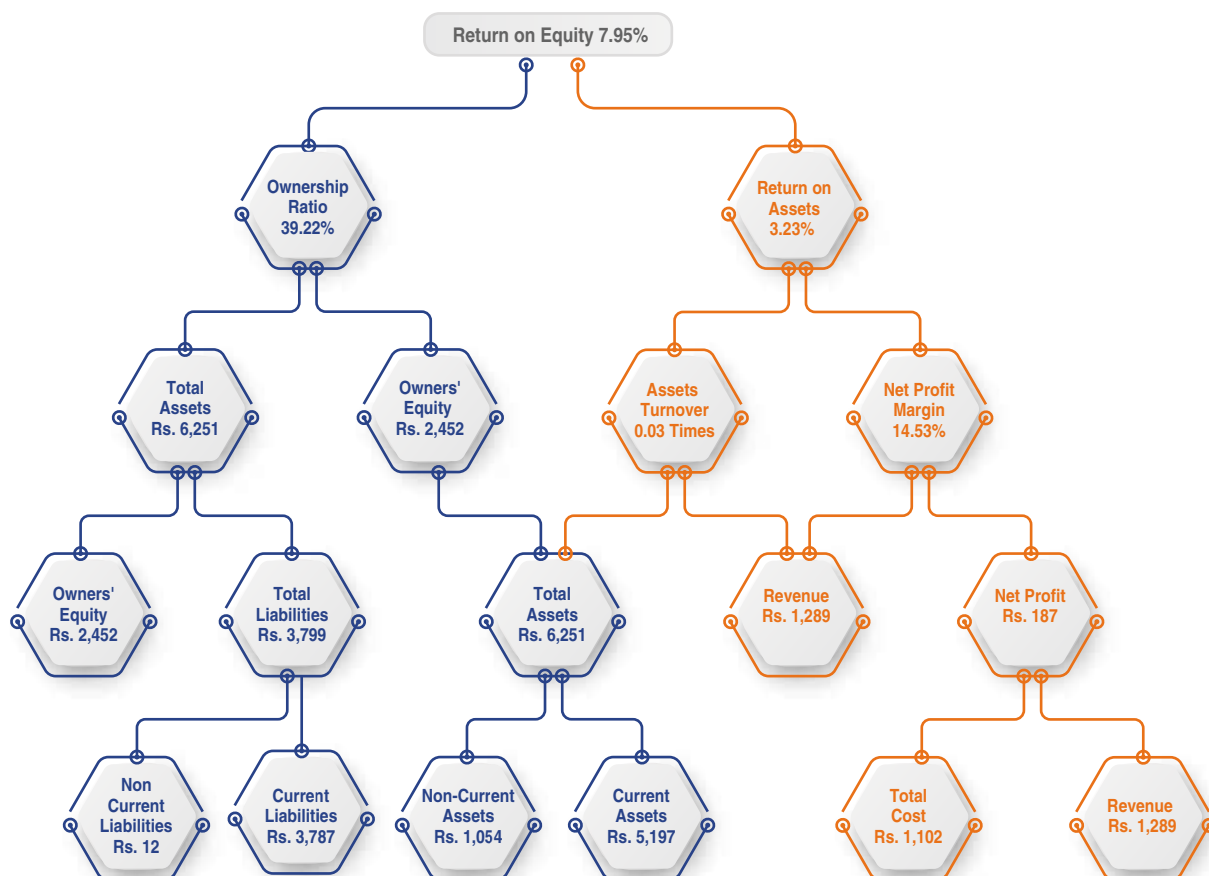 Return on Equity 7.95%
Ownership
Ratio
39.22%
Return on
Assets
3.23%
Total
Assets
Rs. 6,251
Owners'
Equity
Rs. 2,452
Assets
Turnover
0.03 Times
Net Profit
Margin
14.53%
Owners'
Equity
Rs. 2,452
Total
Liabilities
Rs. 3,799
Total
Assets
Rs. 6,251
Revenue
Rs. 1,289
Net Profit
Rs. 187
Non
Current
Liabilities
Rs. 12
Current
Liabilities
Rs. 3,787
Non-Current
Assets
Rs. 1,054
Current
Assets
Rs. 5,197
Total
Cost
Rs. 1,102
Revenue
Rs. 1,289